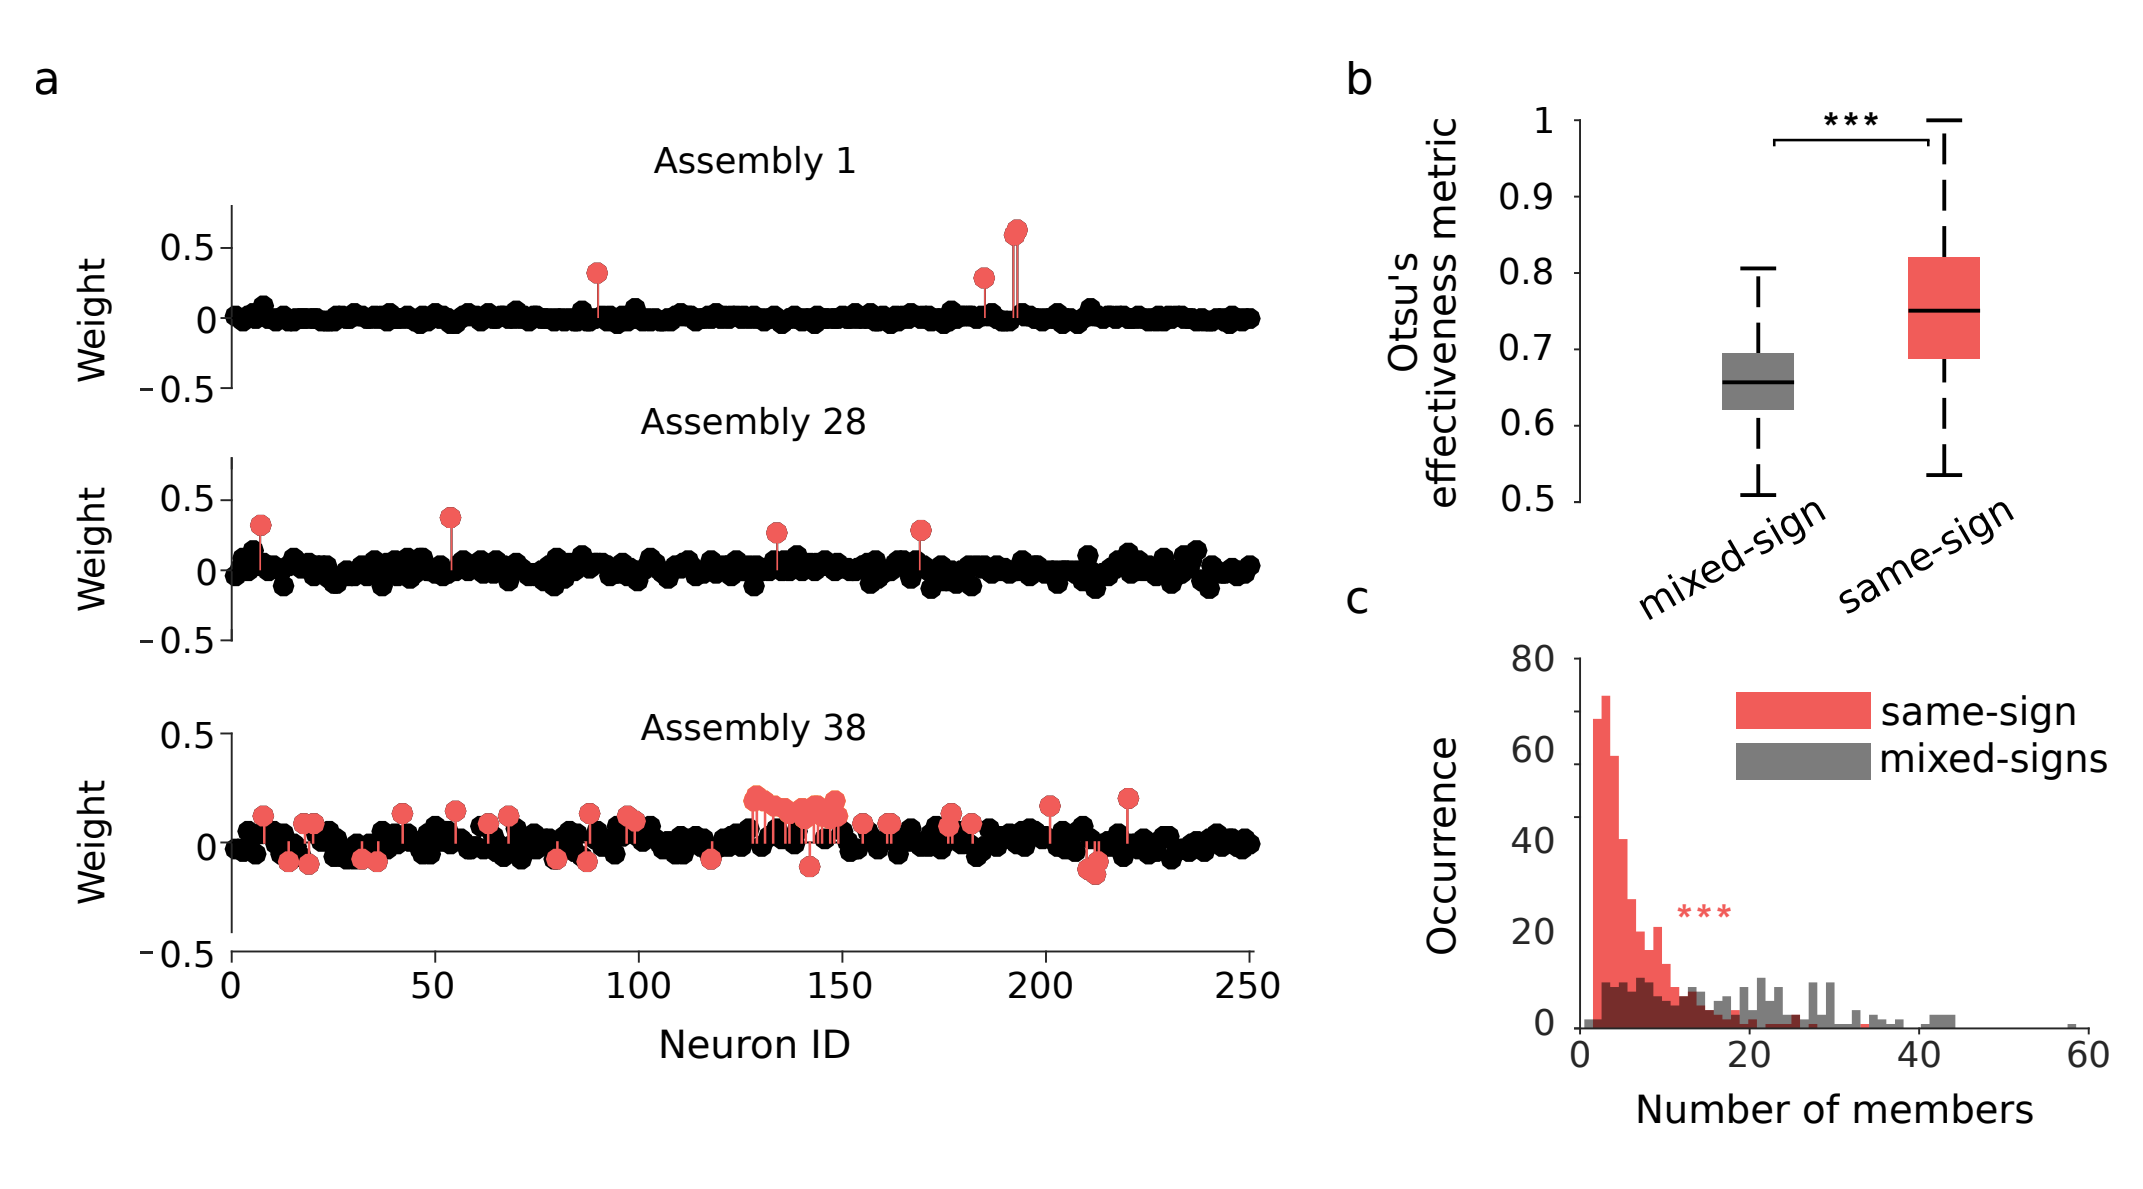 a
Assembly 1
0.5
0
−0.5
Weight
Assembly 28
0.5
0
−0.5
Weight
Assembly 38
0.5
0
−0.5
Weight
0 50 100 150 200 250
Neuron ID
b
Otsu's
effectiveness metric
1
0.9
0.8
0.7
0.6
0.5
***
mixed-sign
same-sign
c
Occurrence
80
60
40
20
0
same-sign
mixed-signs
***
0 20 40 60
Number of members